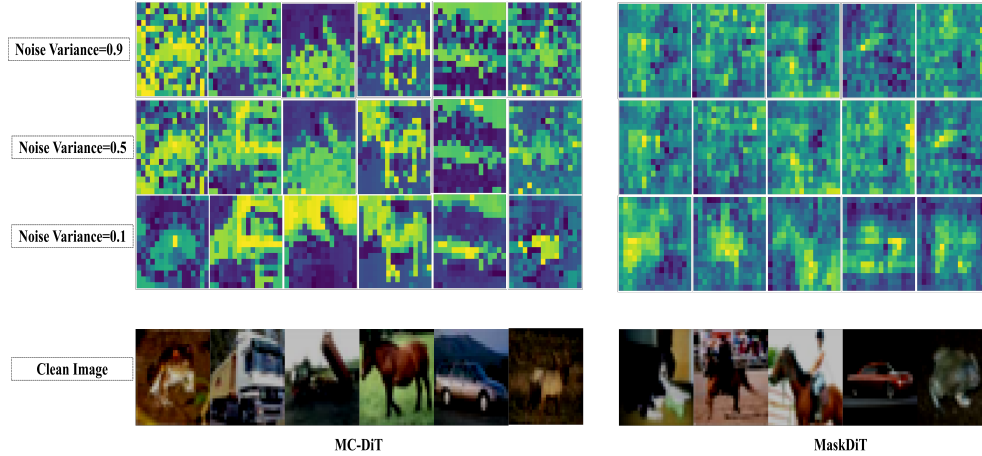 Noise Variance=0.9
Noise Variance=0.5
Noise Variance=0.1
Clean Image
MC-DiT
MaskDiT